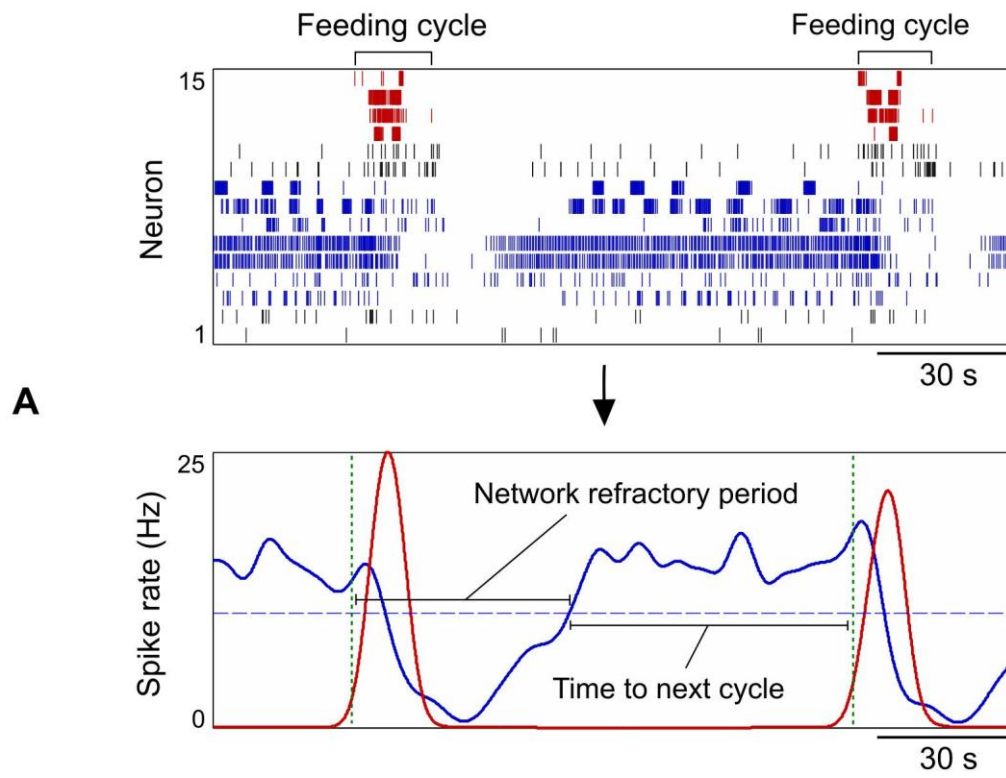 Feeding cycle Feeding cycle
15
Neuron
1
30 s
A
25
Network refractory period
Spike rate (Hz)
Time to next cycle
0
30 s